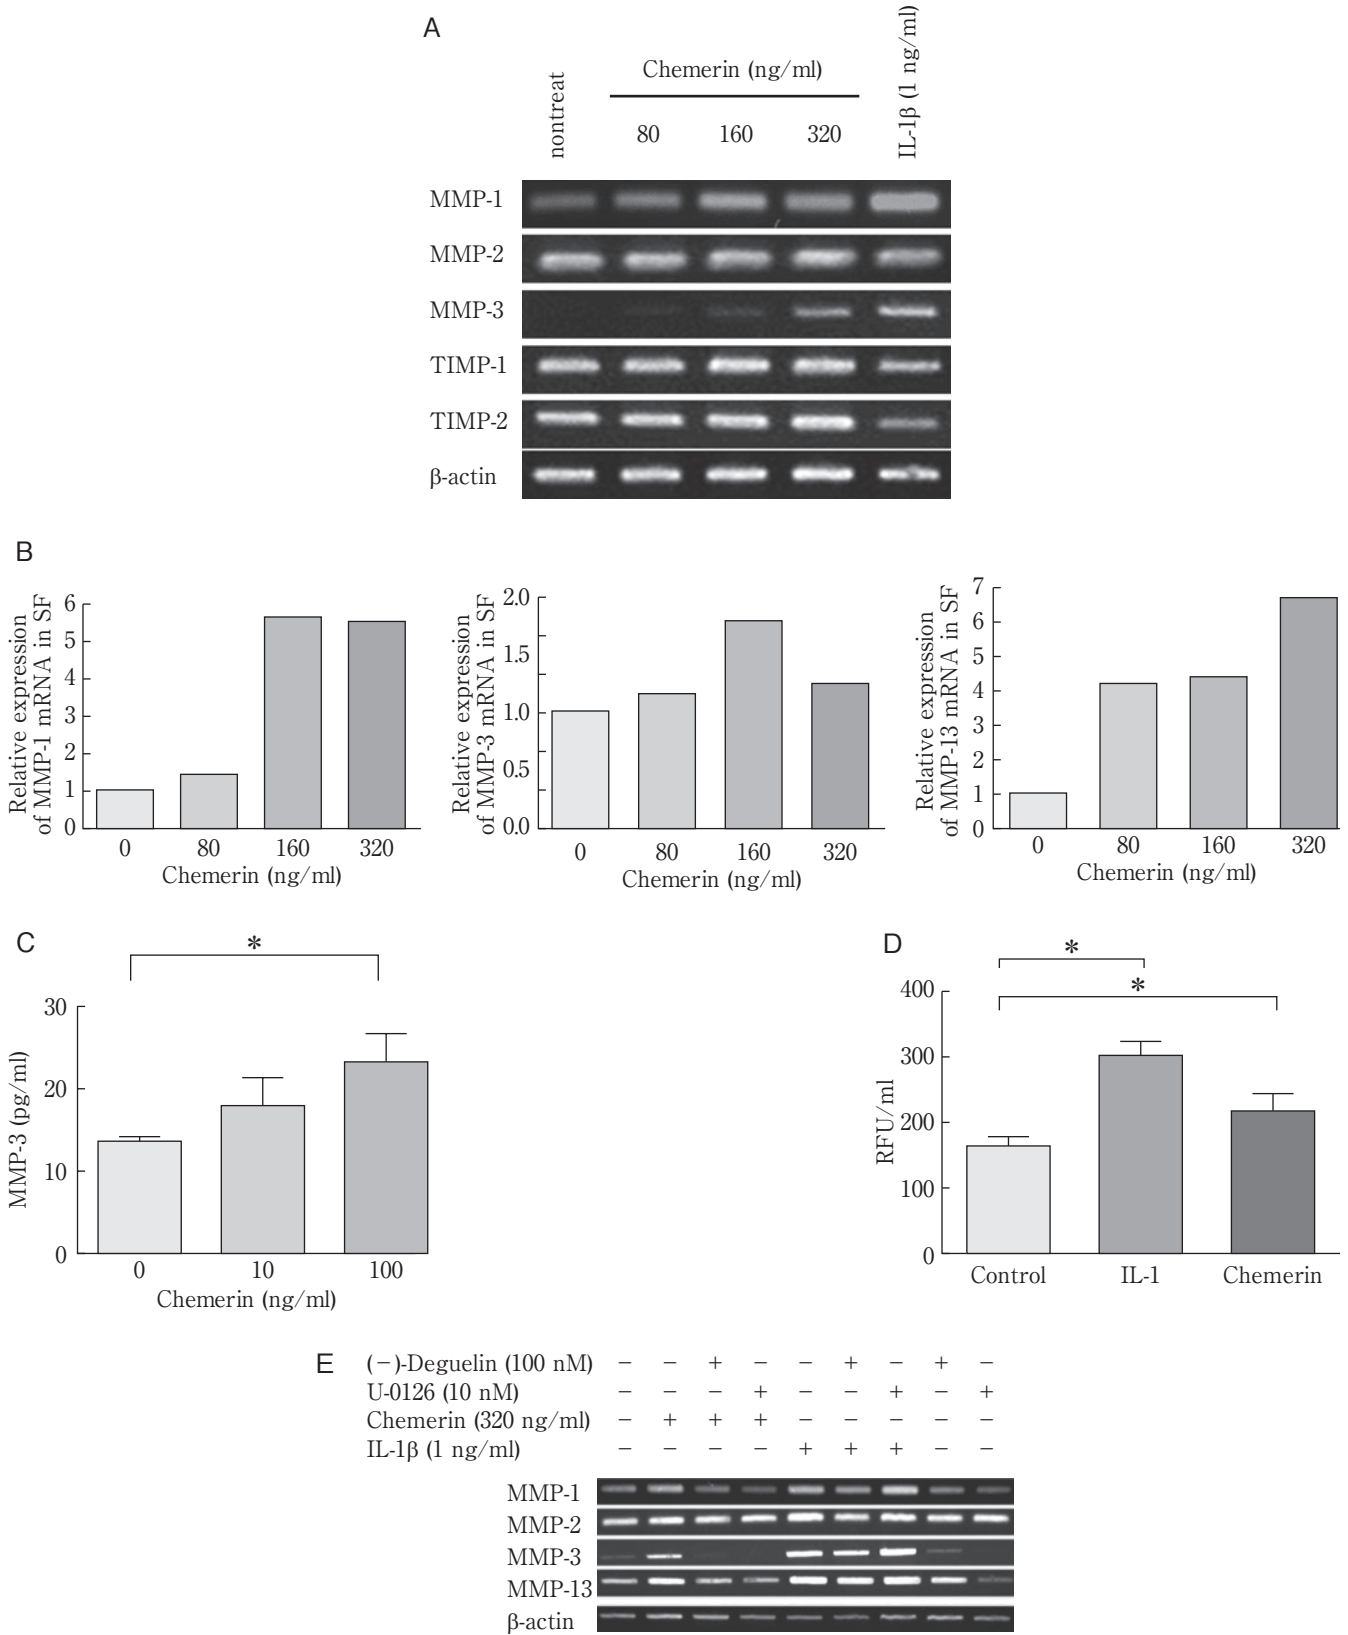 A
nontreat
Chemerin (ng/ml)
IL-1β (1 ng/ml)
80 160 320
MMP-1
MMP-2
MMP-3
TIMP-1
TIMP-2
β-actin
B
Relative expression
of MMP-1 mRNA in SF
6
5
4
3
2
1
0
0 80 160 320
Chemerin (ng/ml)
Relative expression
of MMP-3 mRNA in SF
2.0
1.5
1.0
0.5
0.0
0 80 160 320
Chemerin (ng/ml)
Relative expression
of MMP-13 mRNA in SF
7
6
5
4
3
2
1
0
0 80 160 320
Chemerin (ng/ml)
C
*
MMP-3 (pg/ml)
30
20
10
0
0 10 100
Chemerin (ng/ml)
D
*
*
RFU/ml
400
300
200
100
0
Control IL-1 Chemerin
E
(−)-Deguelin (100 nM) − − + − − + − + −
U-0126 (10 nM) − − − + − − + − +
Chemerin (320 ng/ml) − + + + − − − − −
IL-1β (1 ng/ml) − − − − + + + − −
MMP-1
MMP-2
MMP-3
MMP-13
β-actin